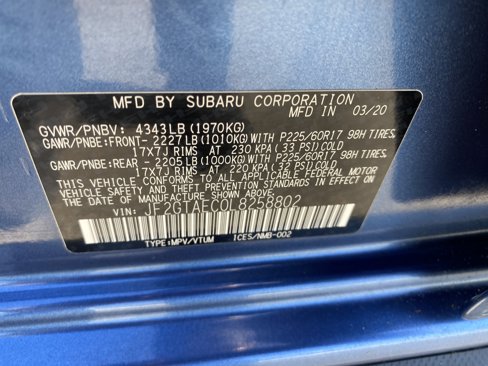 MFD BY SUBARU CORPORATION
MFD IN 03/20
GVWR/PNBV: 4343LB(1970KG)
GAWR/PNBE:FRONT- 2227LB(1010KG)WITH P225/60R17 98H TIRES,
17X7J RIMS AT 230 KPA(33 PSI)COLD
GAWR/PNBE:REAR - 2205LB(1000KG)WITH P225/60R17 98H TIRES,
17X7J RIMS AT 220 KPA(32 PSI)COLD
THIS VEHICLE CONFORMS TO ALL APPLICABLE FEDERAL MOTOR
VEHICLE SAFETY AND THEFT PREVENTION STANDARDS IN EFFECT ON
THE DATE OF MANUFACTURE SHOWN ABOVE.
VIN: JF2GTAEC0L8258802
TYPE:MPV/VTUM ICES/NMB-002